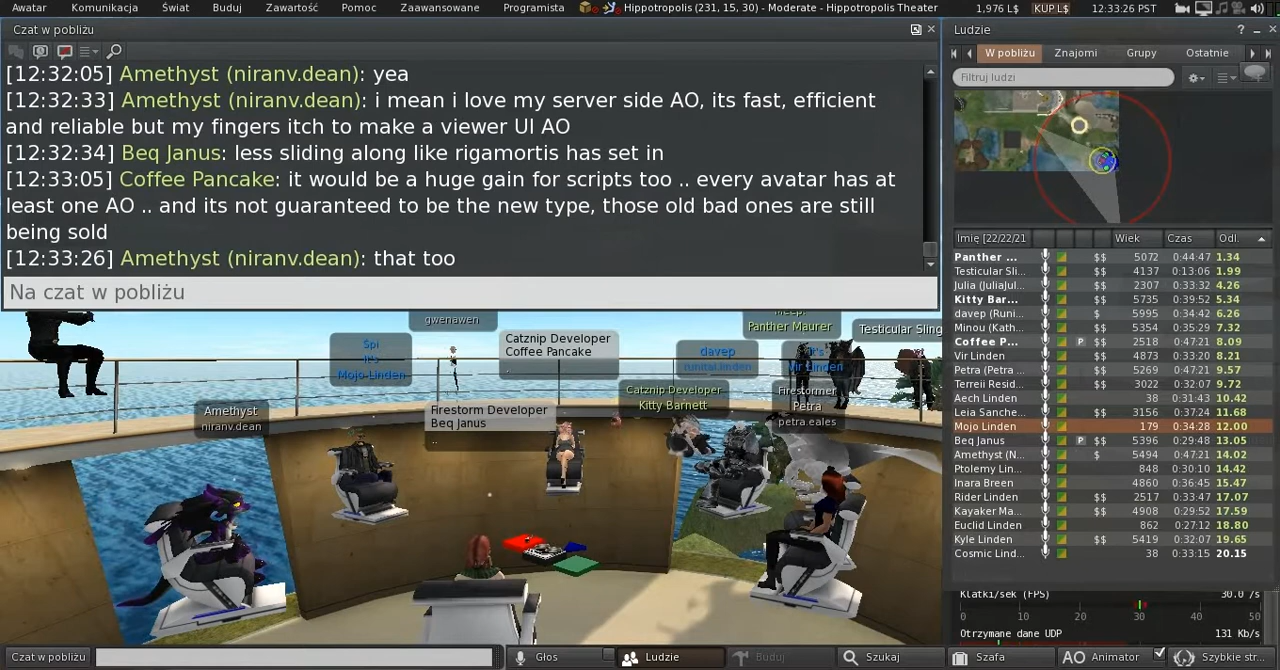 Awatar Komunikacja Świat Buduj Zawartość Pomoc Zaawansowane Programista Hippotropolis (231, 15, 30) - Moderate - Hippotropolis Theater 1,976 L$ KUP L$ 12:33:26 PST
Czat w pobliżu
[12:32:05] Amethyst (niranv.dean): yea
[12:32:33] Amethyst (niranv.dean): i mean i love my server side AO, its fast, efficient
and reliable but my fingers itch to make a viewer UI AO
[12:32:34] Beq Janus: less sliding along like rigamortis has set in
[12:33:05] Coffee Pancake: it would be a huge gain for scripts too .. every avatar has at
least one AO .. and its not guaranteed to be the new type, those old bad ones are still
being sold
[12:33:26] Amethyst (niranv.dean): that too
Na czat w pobliżu
gwenawen
Spi
It's
Mojo Linden
Catznip Developer
Coffee Pancake
Panther Maurer
Testicular Sling
davep
runitai.linden
It's
Vir Linden
Catznip Developer
Kitty Barnett
Firestormer
Petra
petra.eales
Amethyst
niranv.dean
Firestorm Developer
Beq Janus
..
Ludzie
W pobliżu Znajomi Grupy Ostatnie
Filtruj ludzi
Imię [22/22/21 Wiek Czas Odl.
Panther ... $$ 5072 0:44:47 1.34
Testicular Sli... $$ 4137 0:13:06 1.99
Julia (JuliaJul... $$ 2307 0:33:32 4.26
Kitty Bar... $$ 5735 0:39:52 5.34
davep (Runi... $ 5995 0:34:42 6.26
Minou (Kath... $$ 5354 0:35:29 7.32
Coffee P... P $$ 2518 0:47:21 8.09
Vir Linden $$ 4873 0:33:20 8.21
Petra (Petra ... $$ 5269 0:47:21 9.57
Terreii Resid... $$ 3022 0:32:07 9.72
Aech Linden 38 0:31:43 10.42
Leia Sanche... $$ 3156 0:37:24 11.68
Mojo Linden 179 0:34:28 12.00
Beq Janus P $$ 5396 0:29:48 13.05
Amethyst (N... $ 5494 0:47:21 14.02
Ptolemy Lin... 848 0:30:10 14.42
Inara Breen 4860 0:36:45 15.47
Rider Linden $$ 2517 0:33:47 17.07
Kayaker Ma... $$ 4908 0:29:52 17.59
Euclid Linden 862 0:27:12 18.80
Kyle Linden $$ 5419 0:32:07 19.65
Cosmic Lind... 38 0:33:15 20.15
Klatki/sek (FPS) 30.0 /s
0 10 20 30 40 50
Otrzymane dane UDP 131 Kb/s
Czat w pobliżu Głos Ludzie Buduj Szukaj Szafa AO Animator Szybkie str...